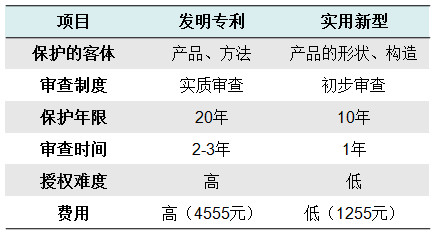 项目 发明专利 实用新型
保护的客体 产品、方法 产品的形状、构造
审查制度 实质审查 初步审查
保护年限 20年 10年
审查时间 2-3年 1年
授权难度 高 低
费用 高（4555元） 低（1255元）